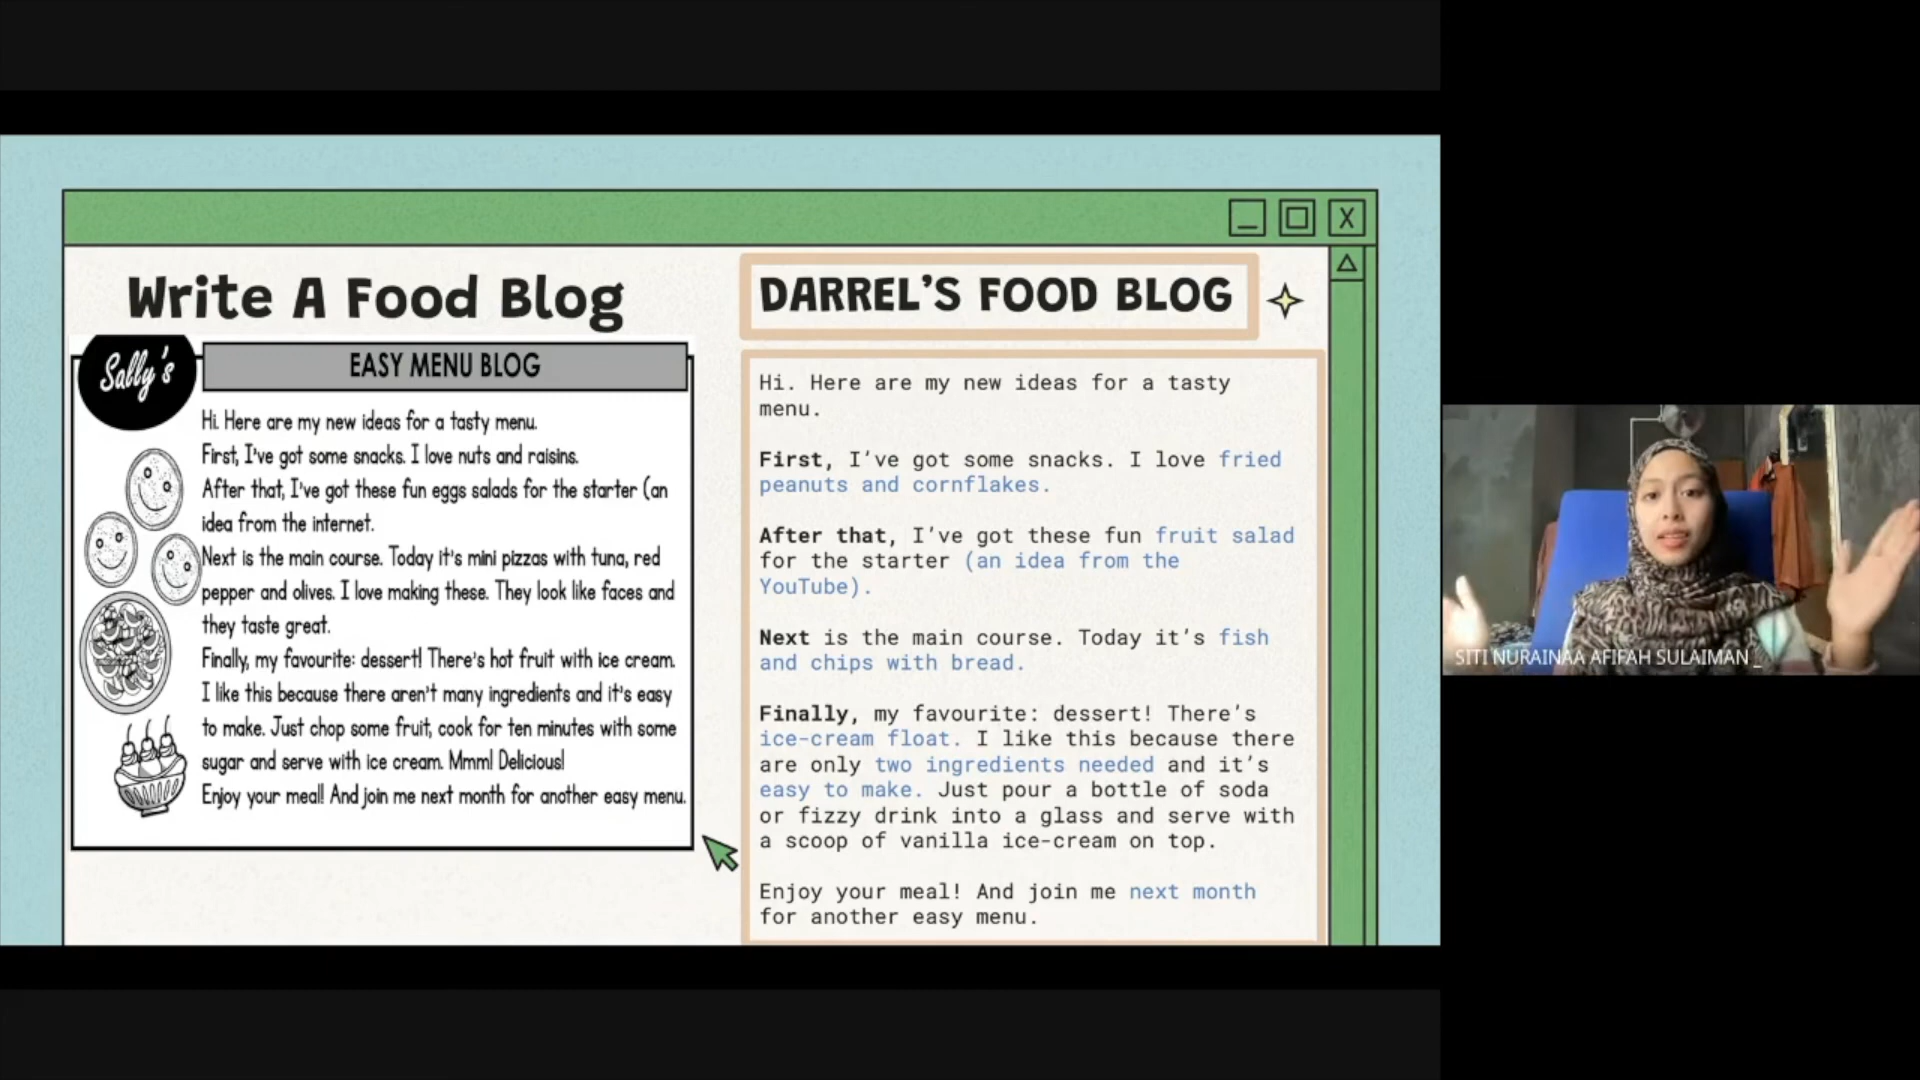 Write A Food Blog
Sally's
EASY MENU BLOG
Hi. Here are my new ideas for a tasty menu.
First, I've got some snacks. I love nuts and raisins.
After that, I've got these fun eggs salads for the starter (an
idea from the internet.
Next is the main course. Today it's mini pizzas with tuna, red
pepper and olives. I love making these. They look like faces and
they taste great.
Finally, my favourite: dessert! There's hot fruit with ice cream.
I like this because there aren't many ingredients and it's easy
to make. Just chop some fruit, cook for ten minutes with some
sugar and serve with ice cream. Mmm! Delicious!
Enjoy your meal! And join me next month for another easy menu.
DARREL'S FOOD BLOG
Hi. Here are my new ideas for a tasty
menu.
First, I've got some snacks. I love fried
peanuts and cornflakes.
After that, I've got these fun fruit salad
for the starter (an idea from the
YouTube).
Next is the main course. Today it's fish
and chips with bread.
Finally, my favourite: dessert! There's
ice-cream float. I like this because there
are only two ingredients needed and it's
easy to make. Just pour a bottle of soda
or fizzy drink into a glass and serve with
a scoop of vanilla ice-cream on top.
Enjoy your meal! And join me next month
for another easy menu.
X
SITI NURAINAA AFIFAH SULAIMAN _